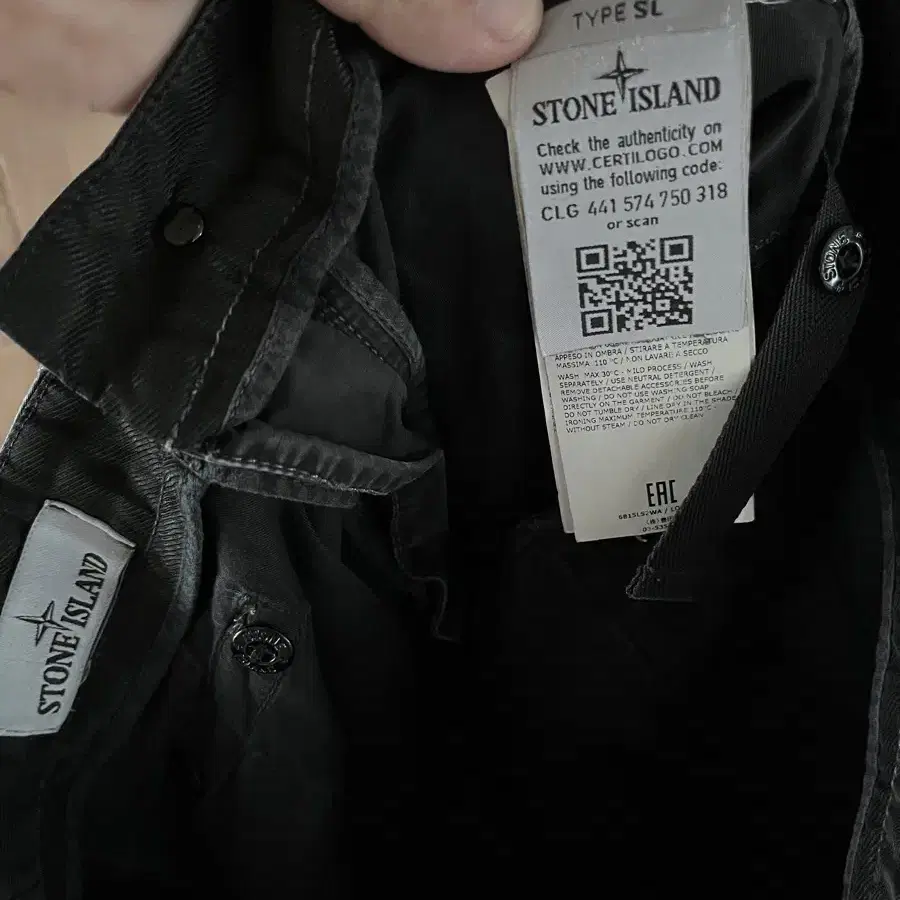 TYPE SL
STONE ISLAND
Check the authenticity on
WWW.CERTILOGO.COM
using the following code:
CLG 441 574 750 318
or scan
APPESO IN OMBRA / STIRARE A TEMPERATURA
MASSIMA 110 °C / NON LAVARE A SECCO
WASH MAX 30°C - MILD PROCESS / WASH
SEPARATELY / USE NEUTRAL DETERGENT /
REMOVE DETACHABLE ACCESSORIES BEFORE
WASHING / DO NOT USE WASHING SOAP
DIRECTLY ON THE GARMENT / DO NOT BLEACH
DO NOT TUMBLE DRY / LINE DRY IN THE SHADE
IRONING MAXIMUM TEMPERATURE 110°C
WITHOUT STEAM / DO NOT DRY CLEAN
EAC
STONE
STONE ISLAND
STONE